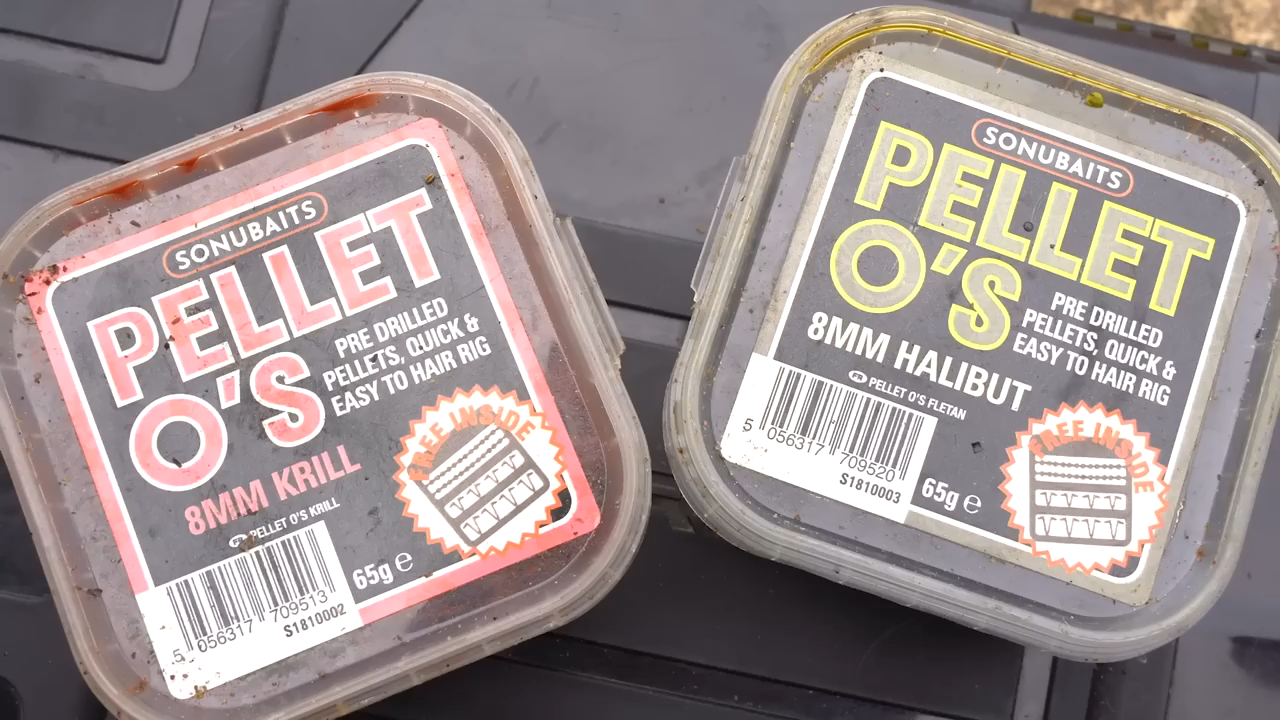 SONUBAITS
PELLET
O'S
PRE DRILLED
PELLETS, QUICK &
EASY TO HAIR RIG
8MM KRILL
FR PELLET O'S KRILL
FREE INSIDE
5 056317 709513
S1810002
65g e
SONUBAITS
PELLET
O'S
PRE DRILLED
PELLETS, QUICK &
EASY TO HAIR RIG
8MM HALIBUT
FR PELLET O'S FLETAN
FREE INSIDE
5 056317 709520
S1810003
65g e